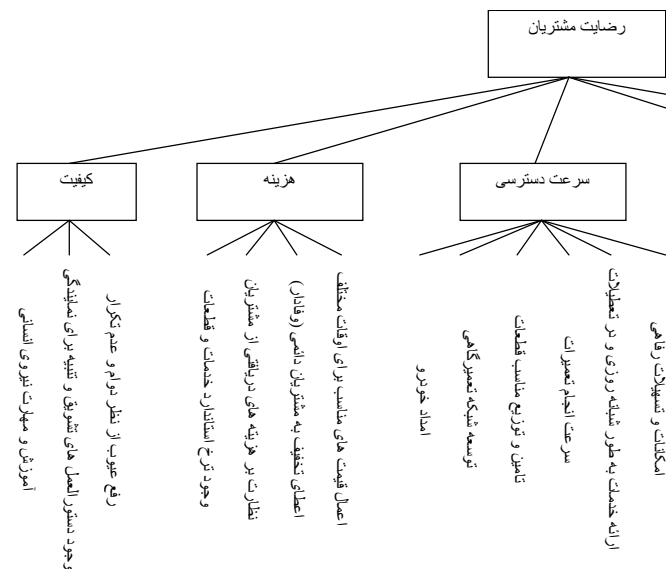 رضایت مشتریان
سرعت دسترسی
هزینه
کیفیت
امکانات و تسهیلات رفاهی
ارائه خدمات به طور شبانه روزی و در تعطیلات
سرعت انجام تعمیرات
تامین و توزیع مناسب قطعات
توسعه شبکه تعمیرگاهی
امداد خودرو
اعمال قیمت های مناسب برای اوقات مختلف
اعطای تخفیف به مشتریان دائمی (وفادار)
نظارت بر هزینه های دریافتی از مشتریان
وجود نرخ استاندارد خدمات و قطعات
رفع عیوب از نظر دوام و عدم تکرار
وجود دستورالعمل های تشویق و تنبیه برای نمایندگی
آموزش و مهارت نیروی انسانی